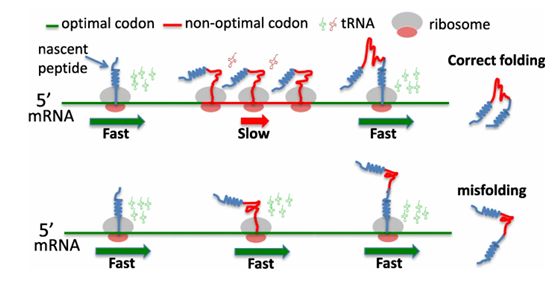 optimal codon non-optimal codon tRNA ribosome
nascent
peptide
Correct folding
5′
mRNA
Fast Slow Fast
misfolding
5′
mRNA
Fast Fast Fast